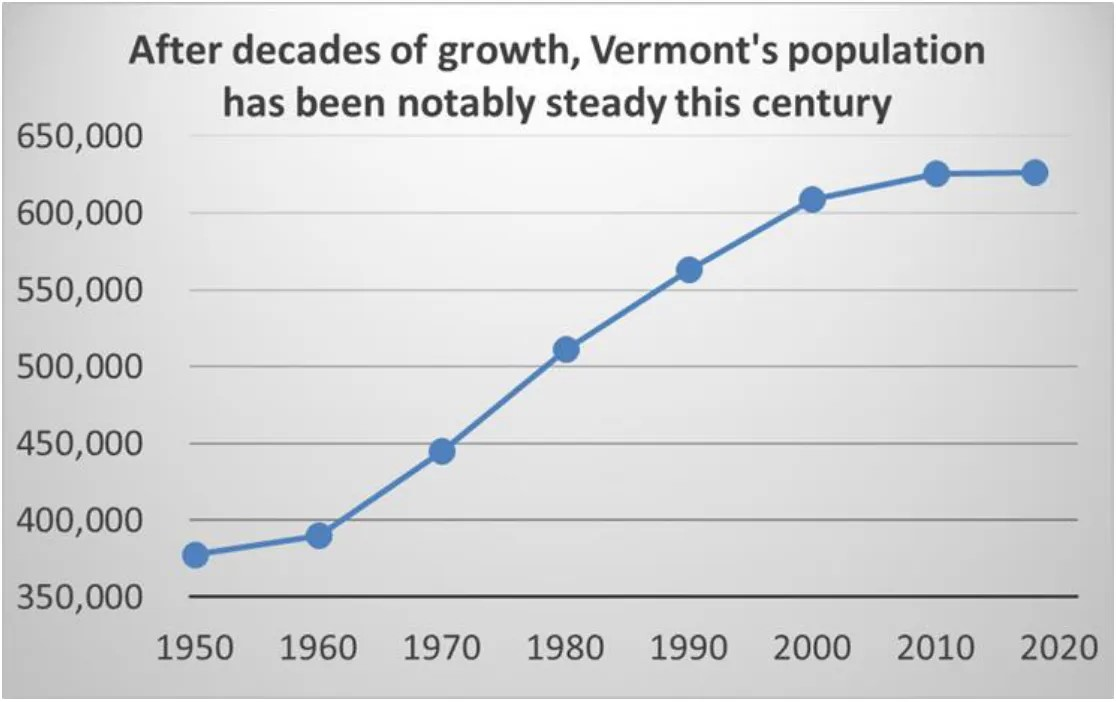 After decades of growth, Vermont's population
has been notably steady this century
650,000
600,000
550,000
500,000
450,000
400,000
350,000
1950 1960 1970 1980 1990 2000 2010 2020